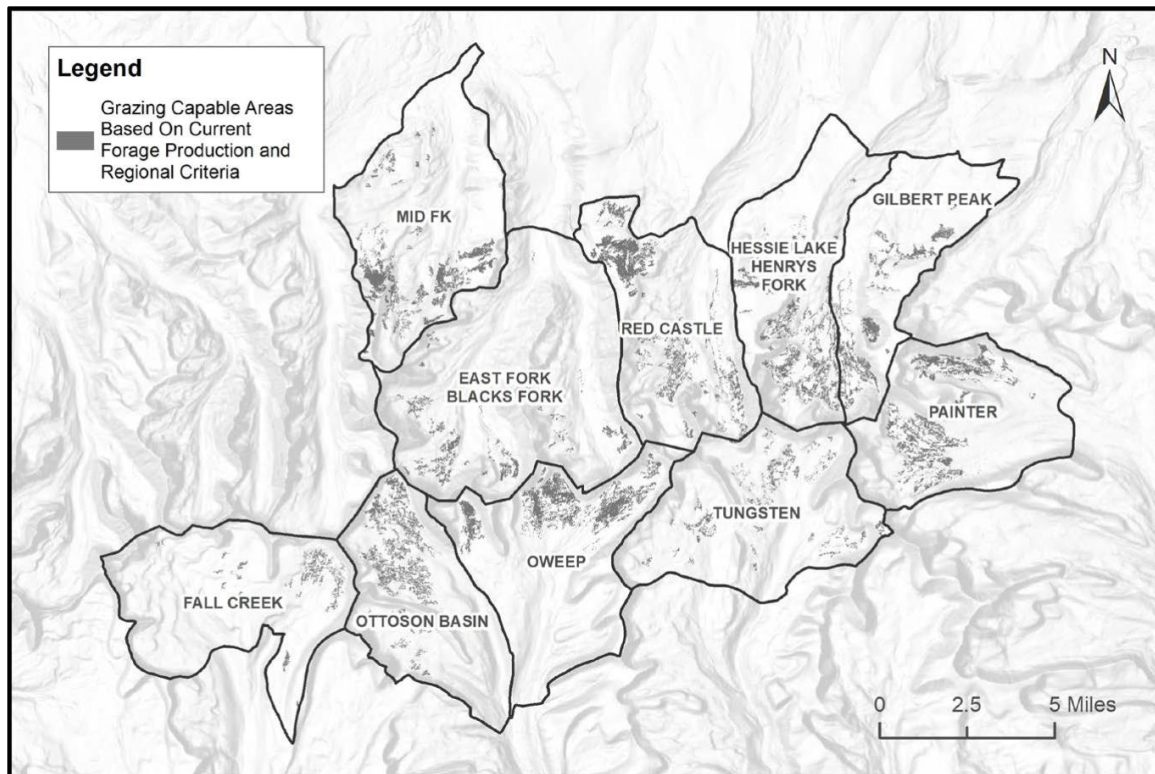 Legend
Grazing Capable Areas
Based On Current
Forage Production and
Regional Criteria
N
MID FK
GILBERT PEAK
HESSIE LAKE
HENRYS
FORK
RED CASTLE
EAST FORK
BLACKS FORK
PAINTER
TUNGSTEN
OWEEP
FALL CREEK
OTTOSON BASIN
0 2.5 5 Miles